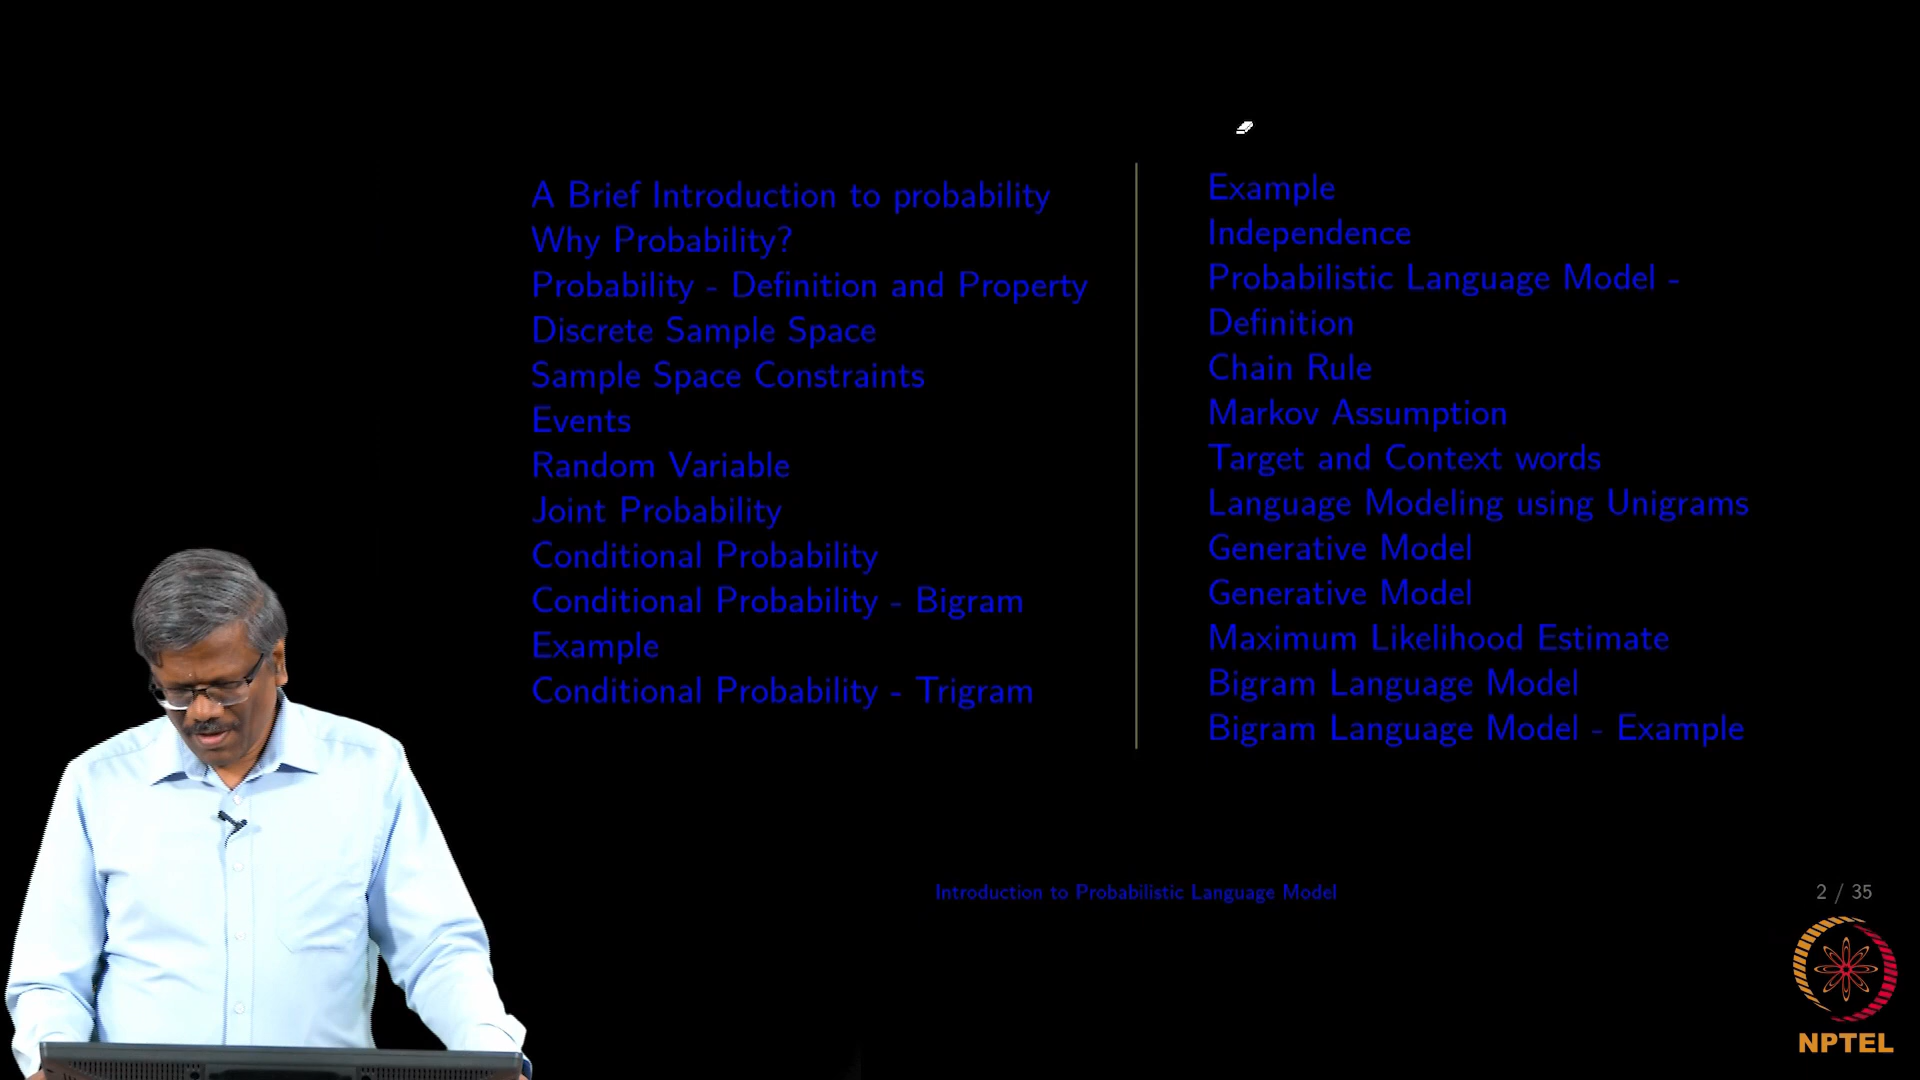 A Brief Introduction to probability
Why Probability?
Probability - Definition and Property
Discrete Sample Space
Sample Space Constraints
Events
Random Variable
Joint Probability
Conditional Probability
Conditional Probability - Bigram
Example
Conditional Probability - Trigram
Example
Independence
Probabilistic Language Model -
Definition
Chain Rule
Markov Assumption
Target and Context words
Language Modeling using Unigrams
Generative Model
Generative Model
Maximum Likelihood Estimate
Bigram Language Model
Bigram Language Model - Example
Introduction to Probabilistic Language Model
2 / 35
NPTEL